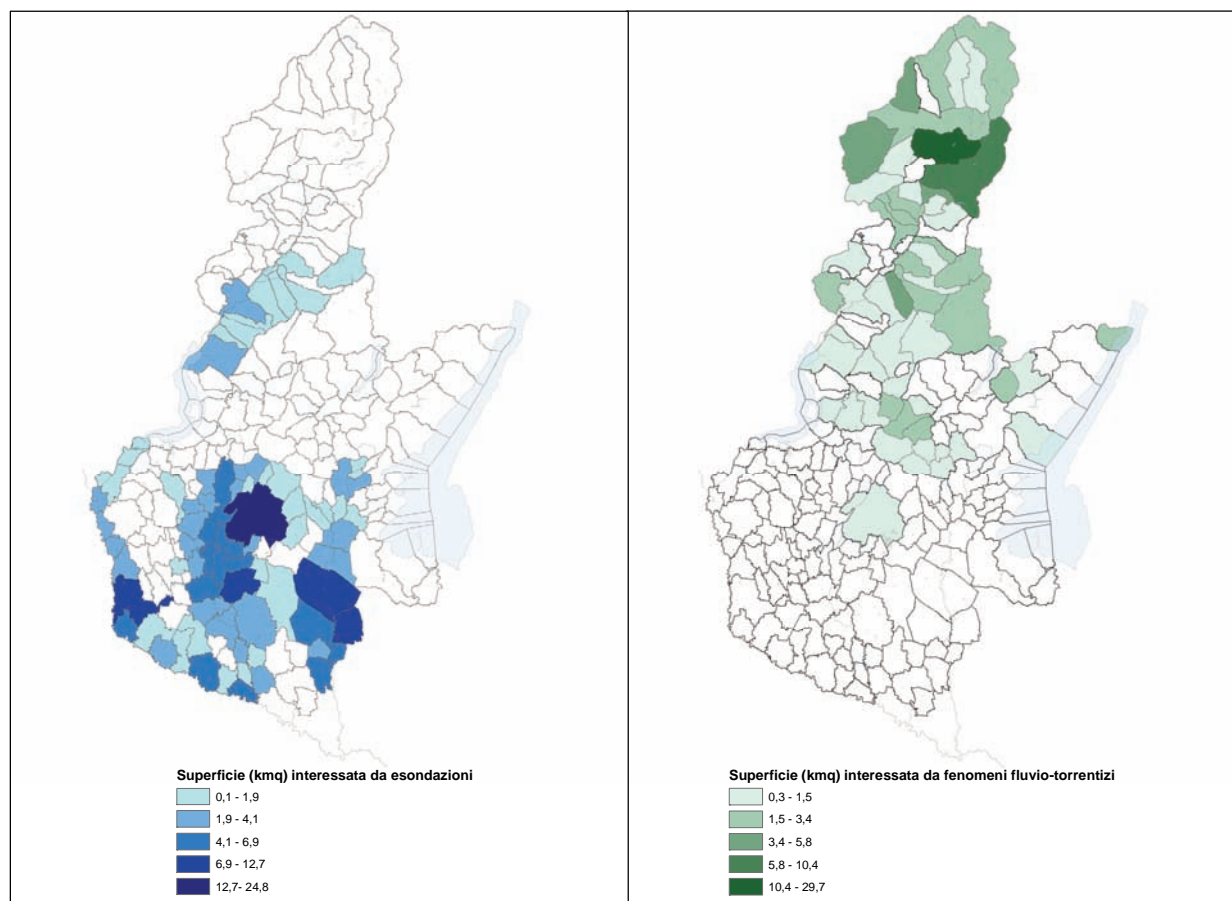 Superficie (kmq) interessata da esondazioni
0,1 - 1,9
1,9 - 4,1
4,1 - 6,9
6,9 - 12,7
12,7- 24,8
Superficie (kmq) interessata da fenomeni fluvio-torrentizi
0,3 - 1,5
1,5 - 3,4
3,4 - 5,8
5,8 - 10,4
10,4 - 29,7